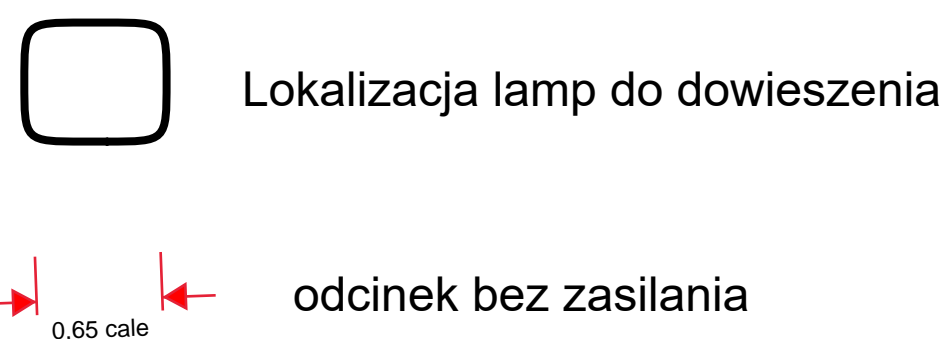 Lokalizacja lamp do dowieszenia
odcinek bez zasilania
0.65 cale